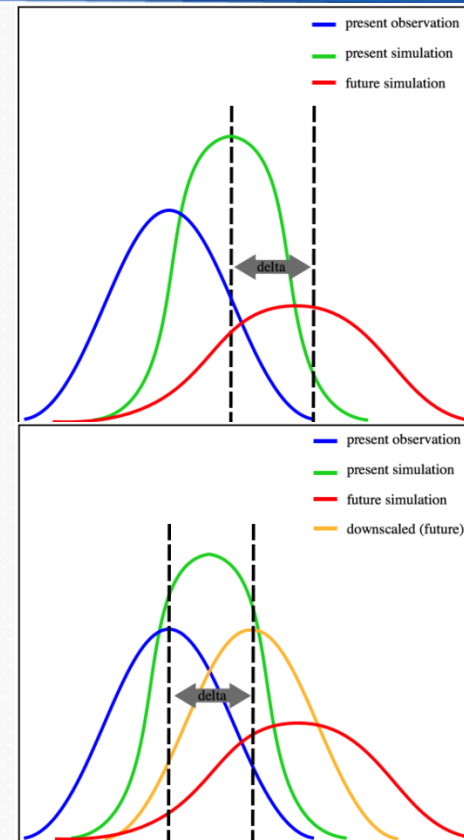 present observation
present simulation
future simulation
delta
present observation
present simulation
future simulation
downscaled (future)
delta